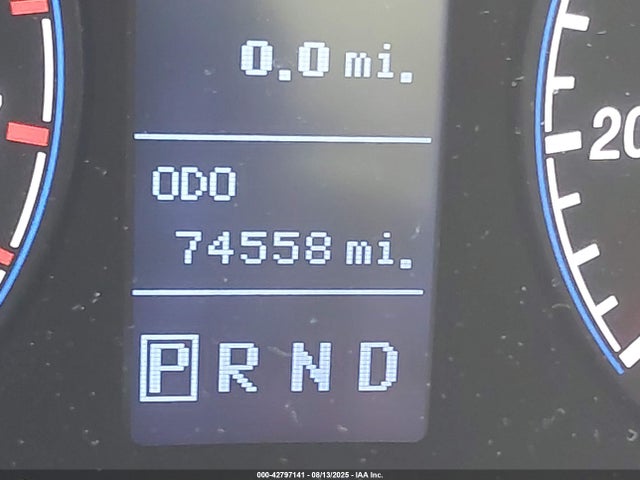 0.0 mi.
ODO
74558 mi.
P R N D
20
000-42797141 - 08/13/2025 - IAA Inc.